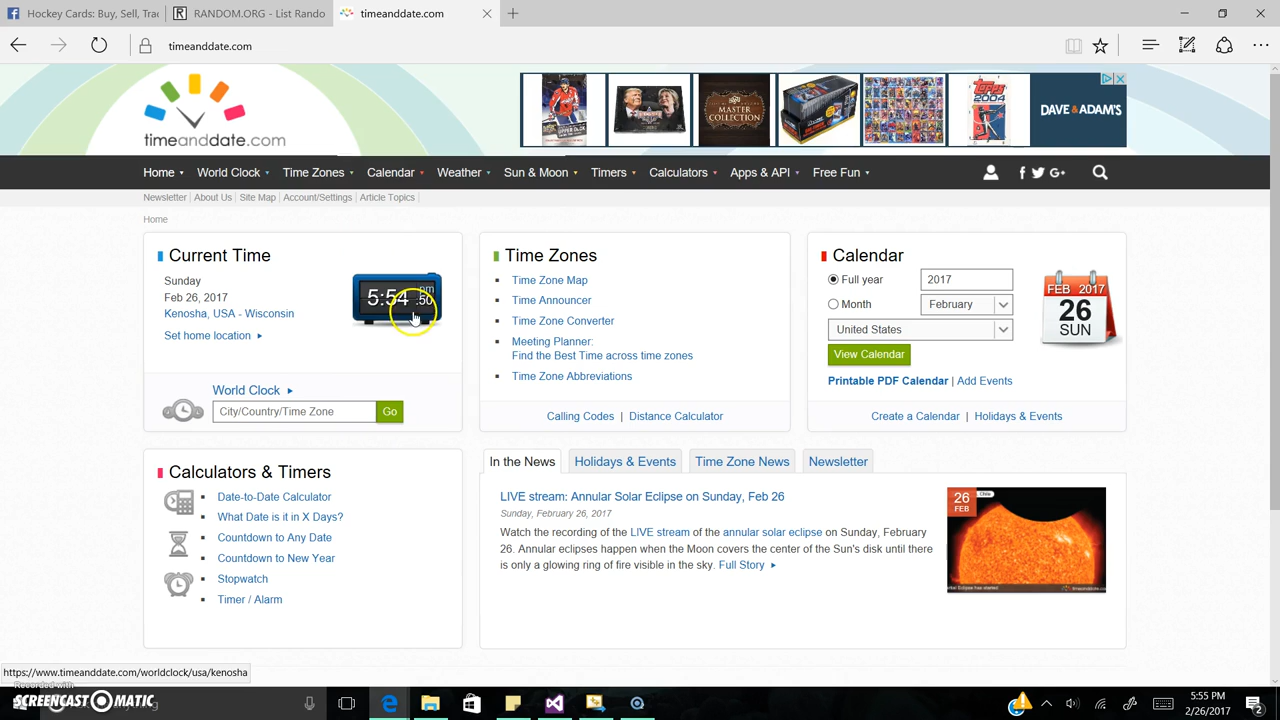 Hockey Cards: Buy, Sell, Trac
RANDOM.ORG - List Rando
timeanddate.com
timeanddate.com
timeanddate.com
MASTER COLLECTION
Topps 2004
DAVE & ADAM'S
Home World Clock Time Zones Calendar Weather Sun & Moon Timers Calculators Apps & API Free Fun
Newsletter About Us Site Map Account/Settings Article Topics
Home
Current Time
Sunday
Feb 26, 2017
Kenosha, USA - Wisconsin
Set home location
5:54 pm :50
World Clock
City/Country/Time Zone Go
Time Zones
Time Zone Map
Time Announcer
Time Zone Converter
Meeting Planner:
Find the Best Time across time zones
Time Zone Abbreviations
Calling Codes | Distance Calculator
Calendar
Full year 2017
Month February
United States
View Calendar
FEB 2017
26
SUN
Printable PDF Calendar | Add Events
Create a Calendar | Holidays & Events
Calculators & Timers
Date-to-Date Calculator
What Date is it in X Days?
Countdown to Any Date
Countdown to New Year
Stopwatch
Timer / Alarm
In the News Holidays & Events Time Zone News Newsletter
LIVE stream: Annular Solar Eclipse on Sunday, Feb 26
Sunday, February 26, 2017
Watch the recording of the LIVE stream of the annular solar eclipse on Sunday, February
26. Annular eclipses happen when the Moon covers the center of the Sun's disk until there
is only a glowing ring of fire visible in the sky. Full Story
26
FEB
https://www.timeanddate.com/worldclock/usa/kenosha
Recorded with
SCREENCAST-O-MATIC
5:55 PM
2/26/2017
2